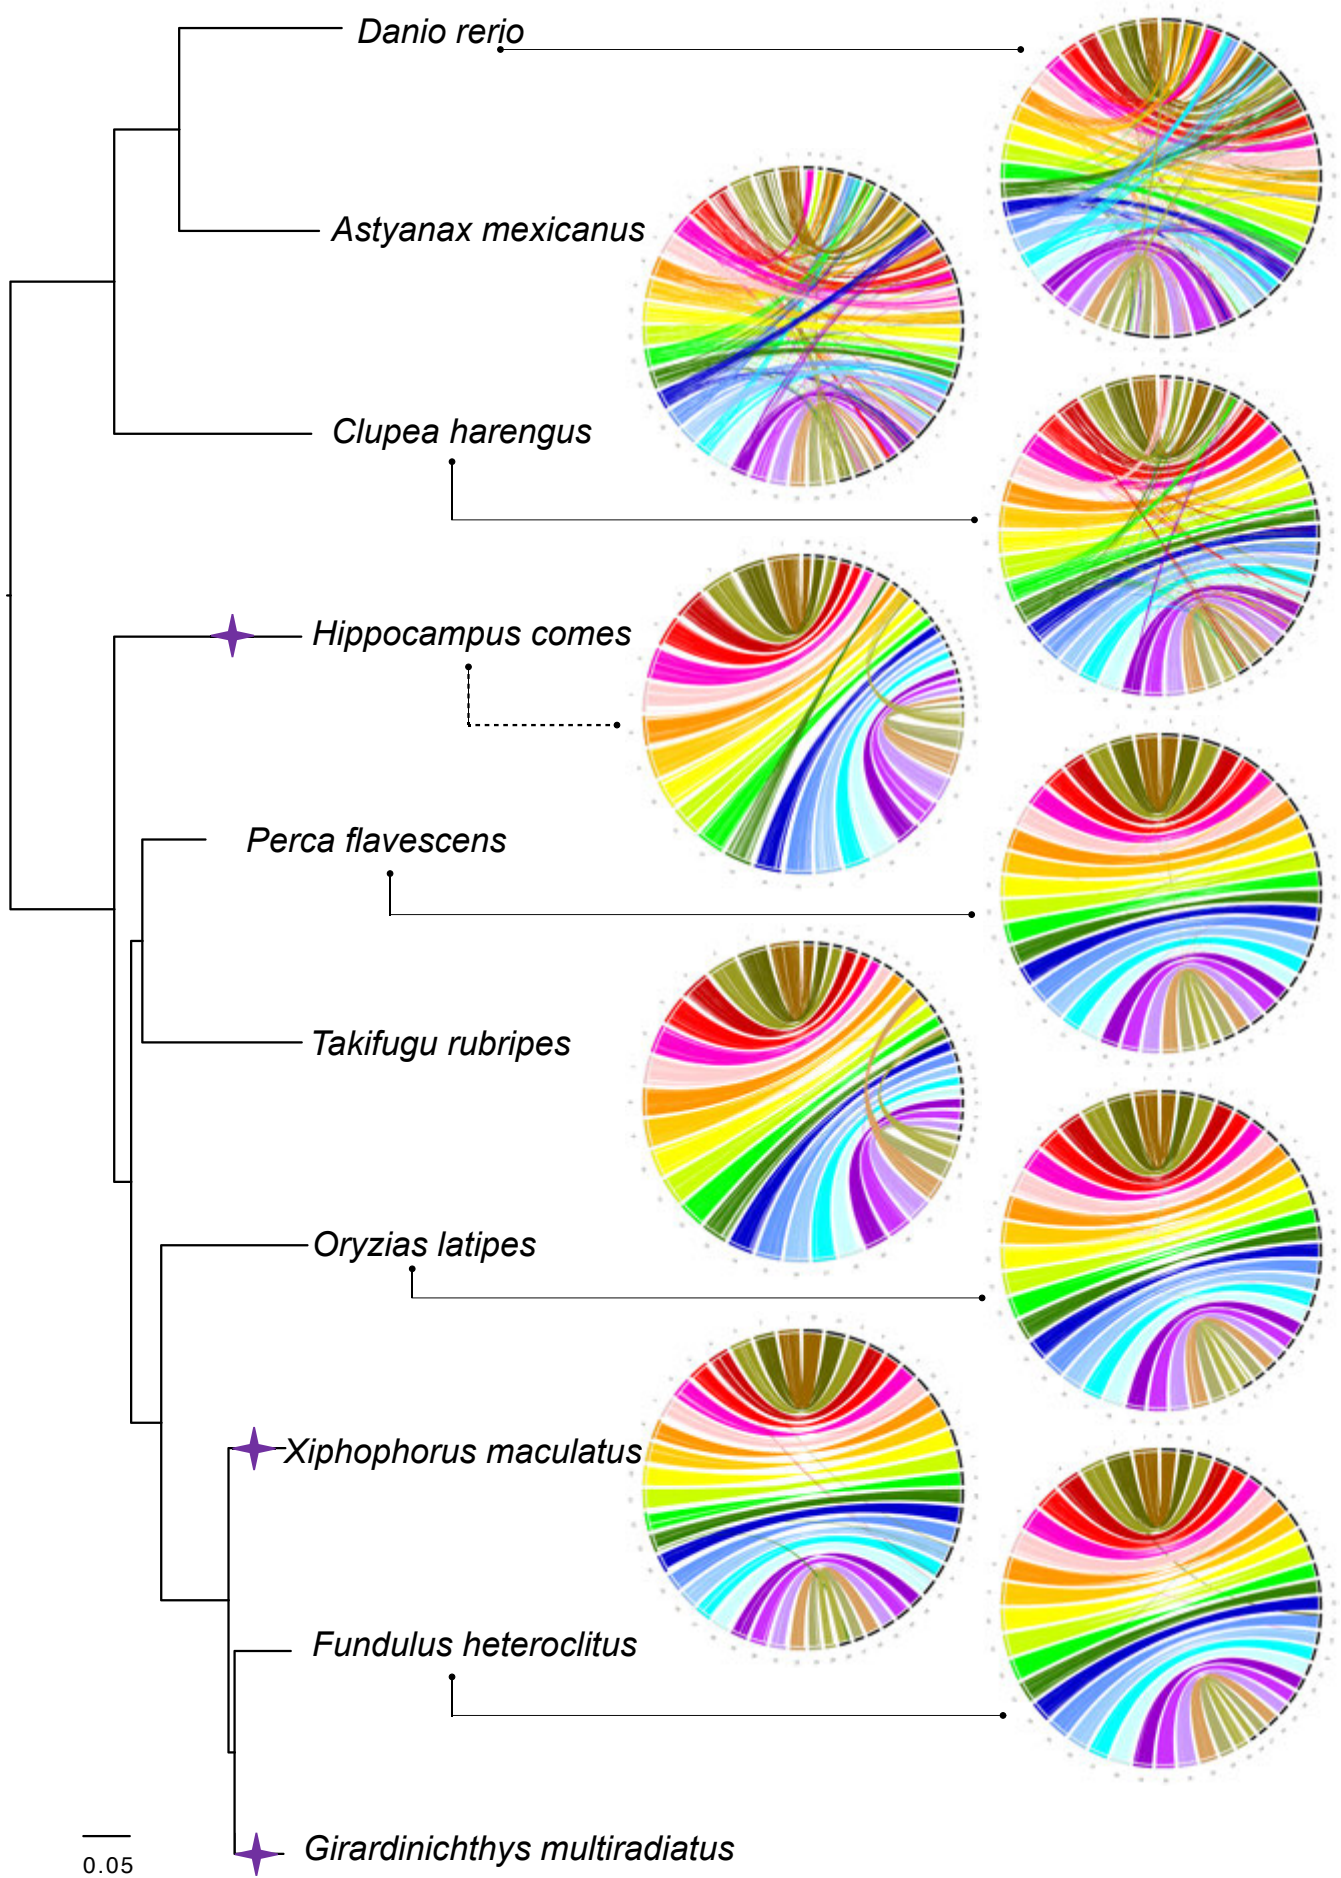 Danio rerio
Astyanax mexicanus
Clupea harengus
Hippocampus comes
Perca flavescens
Takifugu rubripes
Oryzias latipes
Xiphophorus maculatus
Fundulus heteroclitus
Girardinichthys multiradiatus
0.05